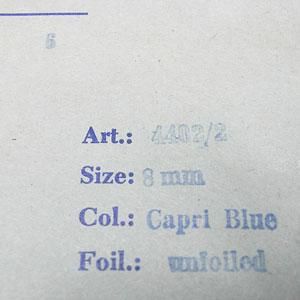 6
Art.: 4402/2
Size: 8 mm
Col.: Capri Blue
Foil.: unfoiled